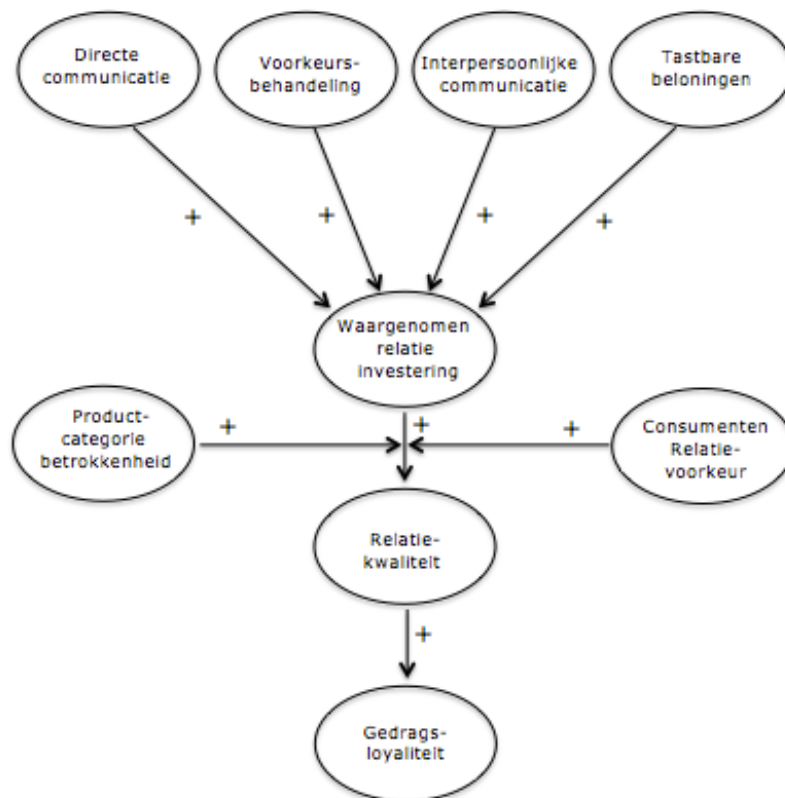 Directe
communicatie
Voorkeurs-
behandeling
Interpersoonlijke
communicatie
Tastbare
beloningen
+
+
+
+
Waargenomen
relatie
investering
Product-
categorie
betrokkenheid
+
+
+
Consumenten
Relatie-
voorkeur
Relatie-
kwaliteit
+
Gedrags-
loyaliteit